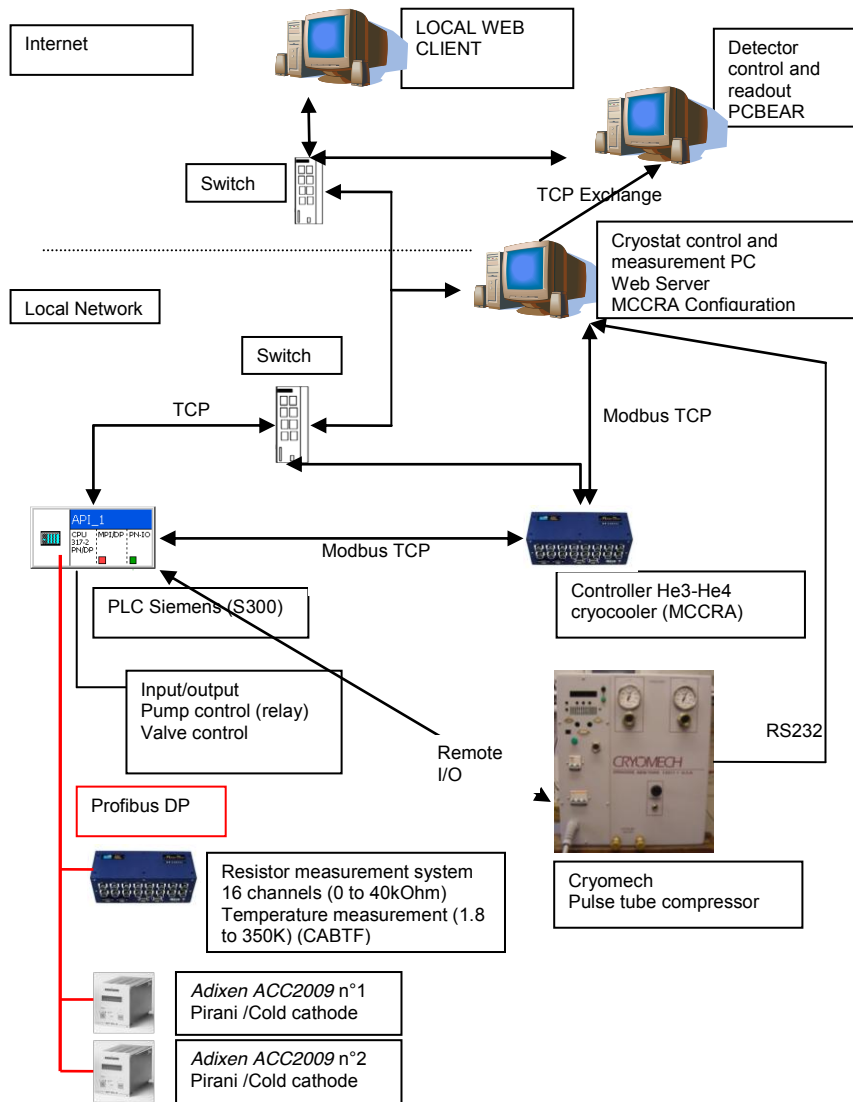 Internet
LOCAL WEB
CLIENT
Detector
control and
readout
PCBEAR
Switch
TCP Exchange
Cryostat control and
measurement PC
Web Server
MCCRA Configuration
Local Network
Switch
TCP
Modbus TCP
API_1
CPU
317-2
PN/DP
MPI/DP
PN-IO
Modbus TCP
PLC Siemens (S300)
Controller He3-He4
cryocooler (MCCRA)
Input/output
Pump control (relay)
Valve control
Remote
I/O
RS232
CRYOMECH
Profibus DP
Resistor measurement system
16 channels (0 to 40kOhm)
Temperature measurement (1.8
to 350K) (CABTF)
Cryomech
Pulse tube compressor
Adixen ACC2009 n°1
Pirani /Cold cathode
Adixen ACC2009 n°2
Pirani /Cold cathode